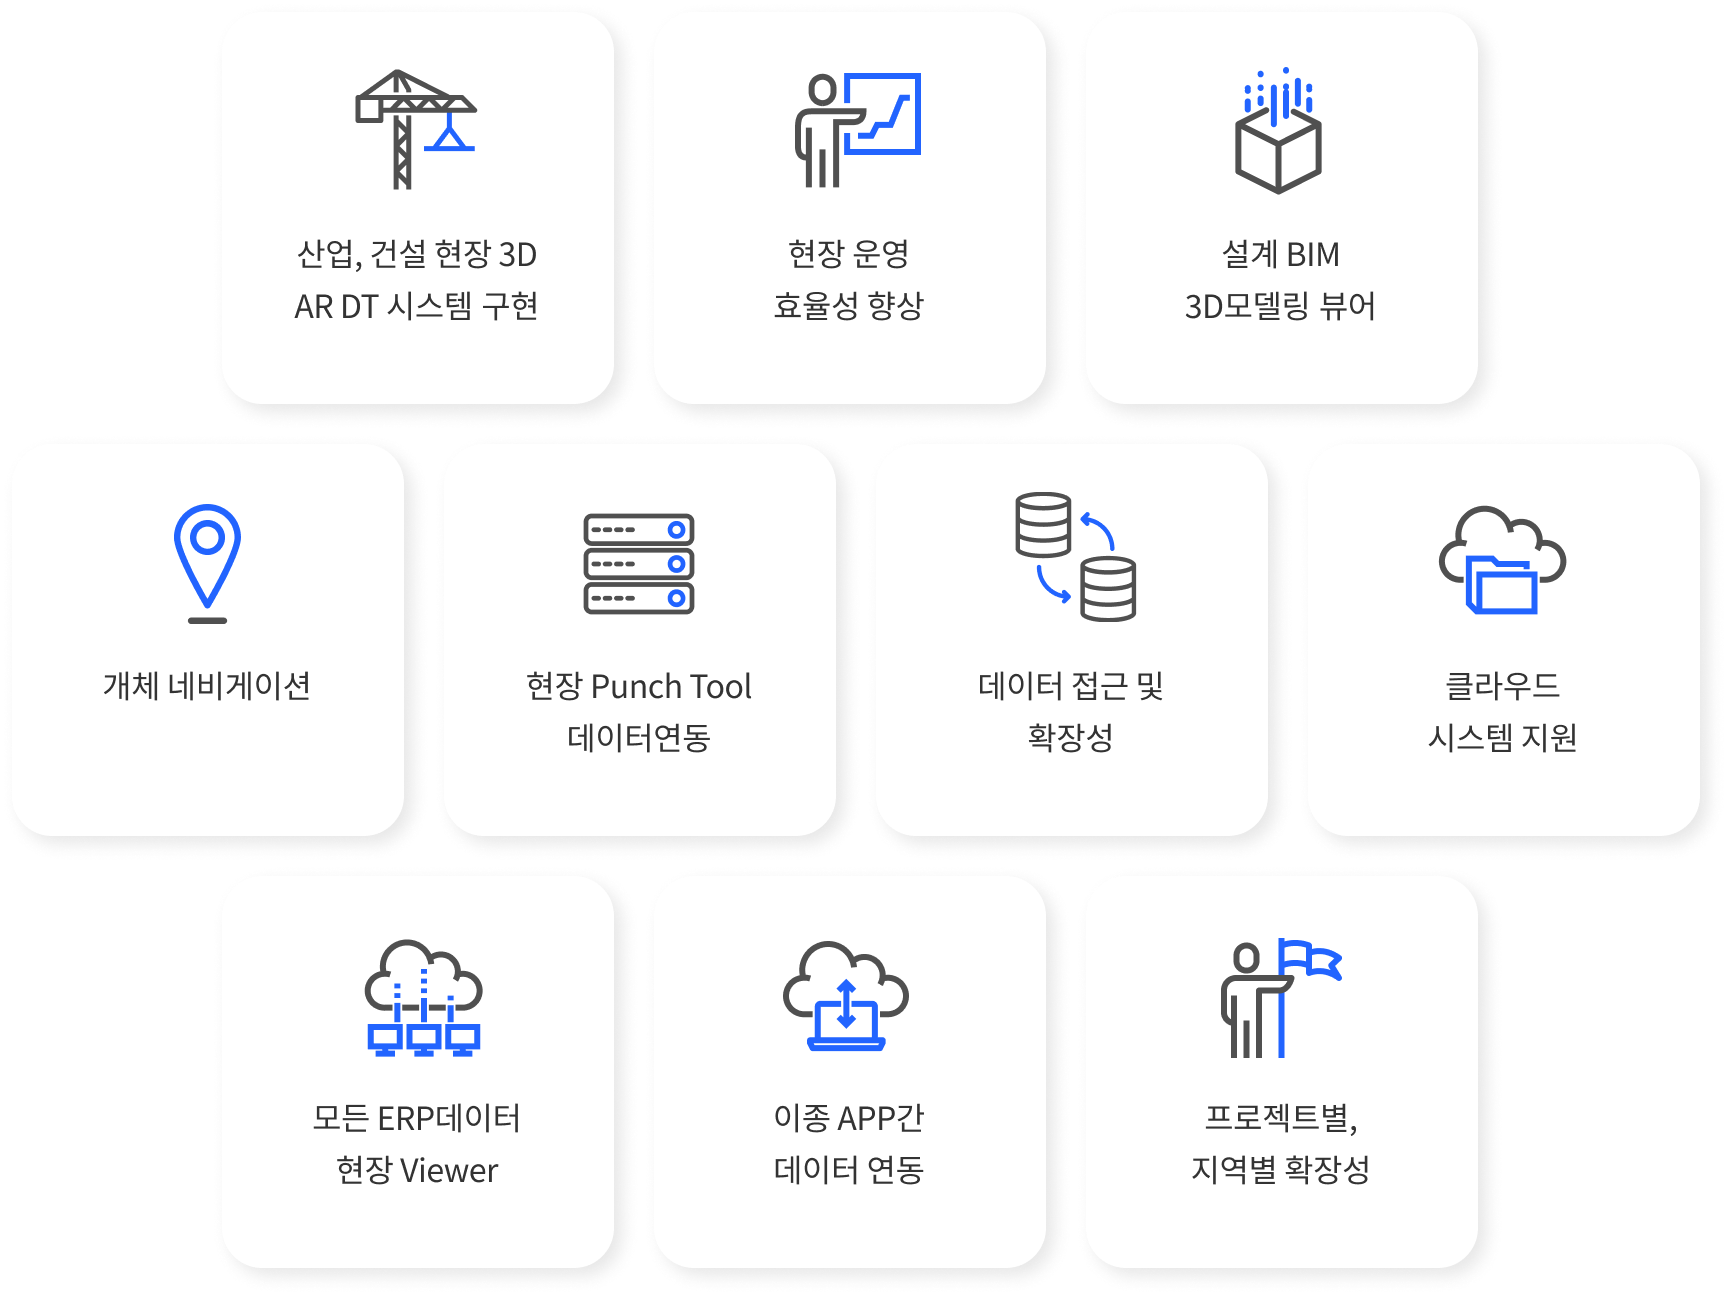 산업, 건설 현장 3D
AR DT 시스템 구현
현장 운영
효율성 향상
설계 BIM
3D모델링 뷰어
개체 네비게이션
현장 Punch Tool
데이터연동
데이터 접근 및
확장성
클라우드
시스템 지원
모든 ERP데이터
현장 Viewer
이종 APP간
데이터 연동
프로젝트별,
지역별 확장성